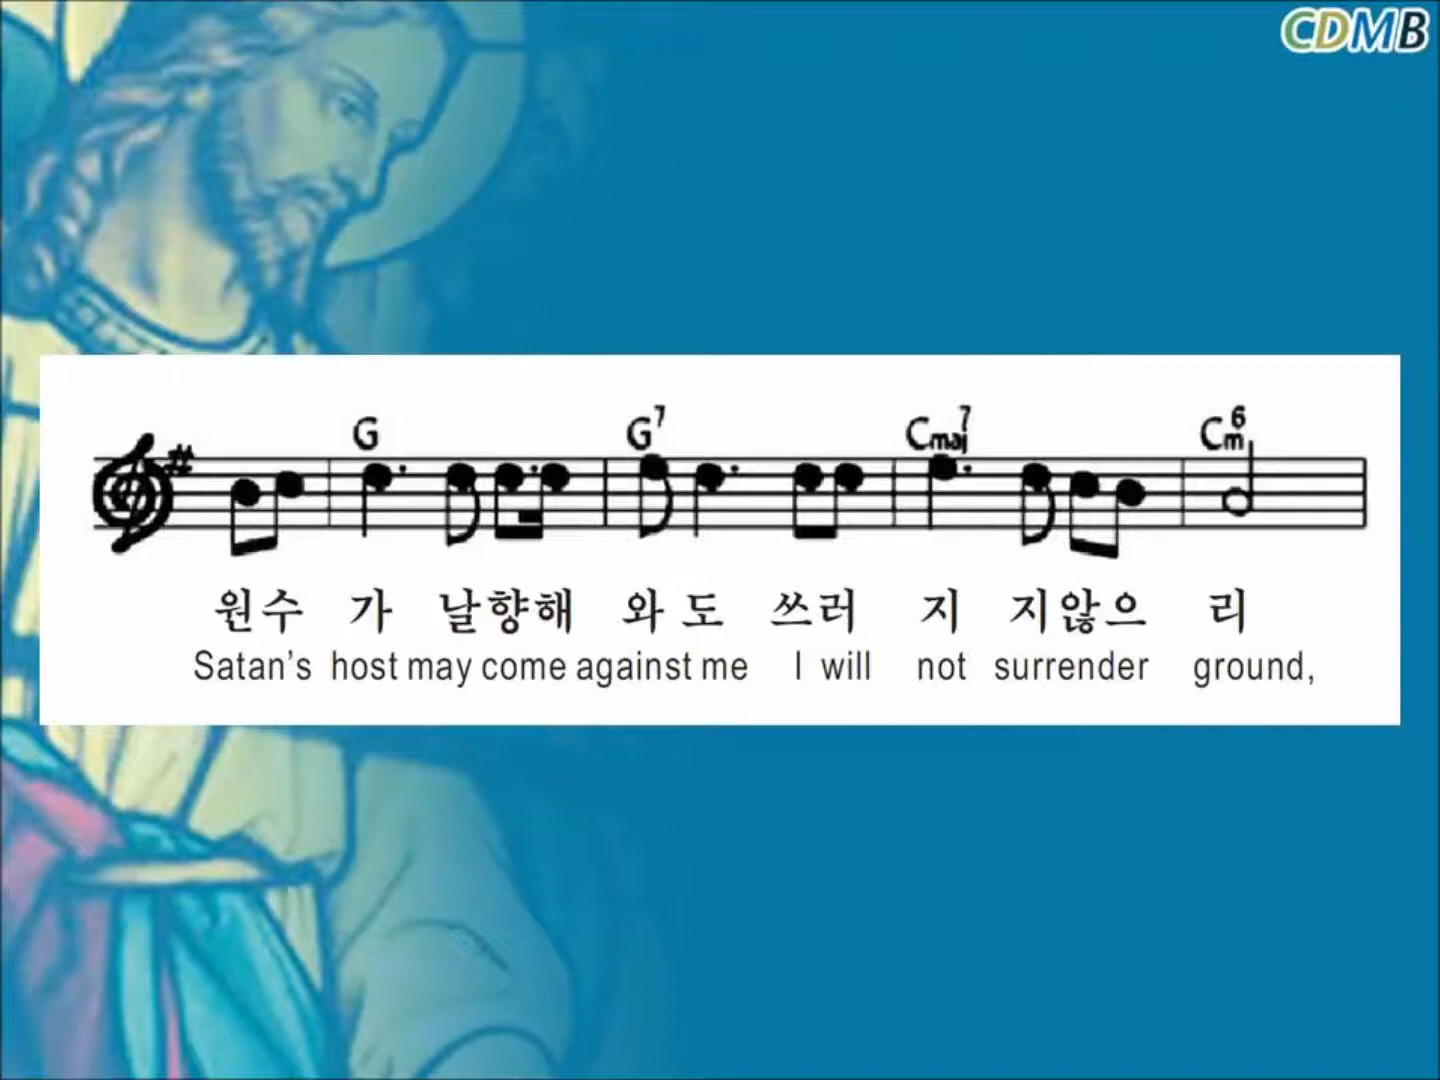 CDMB
G G7 Cmaj7 Cm6
원수 가 날향해 와 도 쓰러 지 지않으 리
Satan's host may come against me I will not surrender ground,